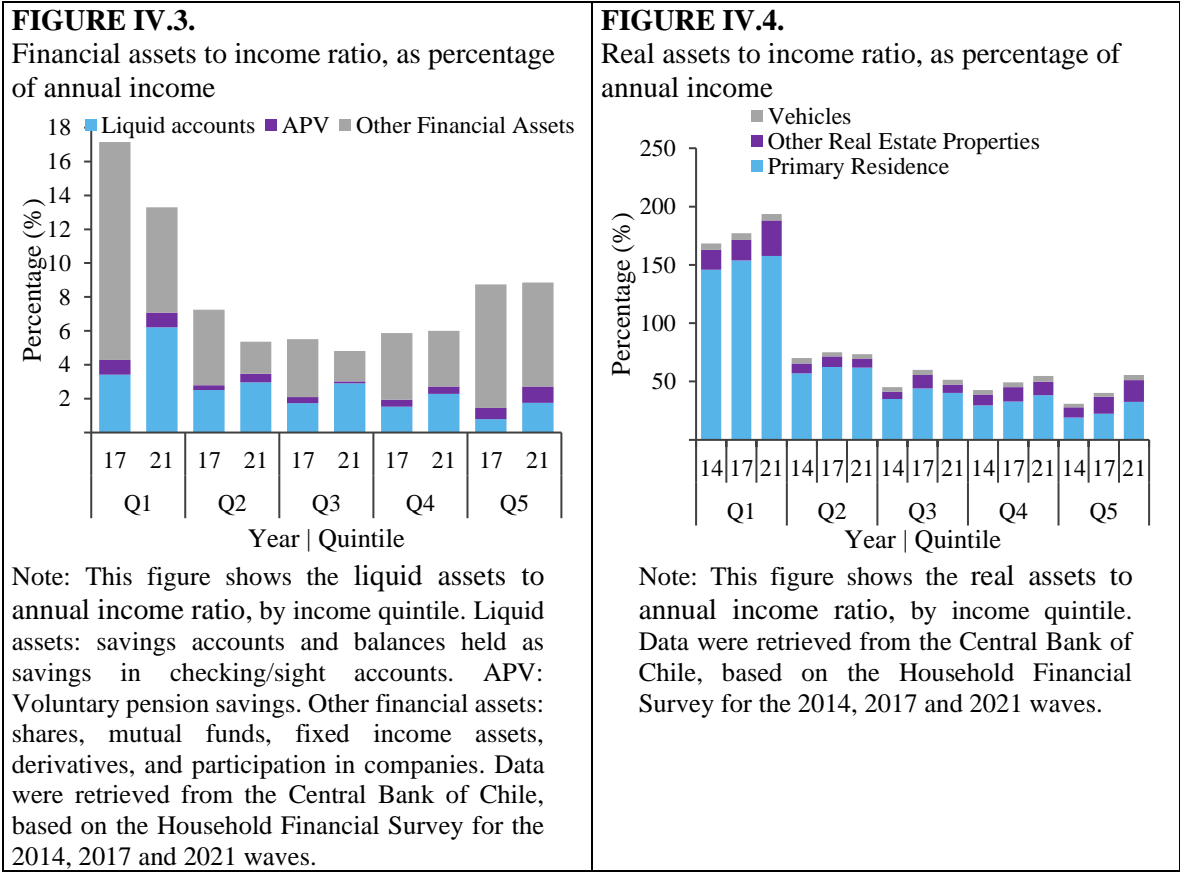 FIGURE IV.3.
Financial assets to income ratio, as percentage
of annual income
Liquid accounts APV Other Financial Assets
Percentage (%)
18
16
14
12
10
8
6
4
2
17 21 17 21 17 21 17 21 17 21
Q1 Q2 Q3 Q4 Q5
Year | Quintile
Note: This figure shows the liquid assets to
annual income ratio, by income quintile. Liquid
assets: savings accounts and balances held as
savings in checking/sight accounts. APV:
Voluntary pension savings. Other financial assets:
shares, mutual funds, fixed income assets,
derivatives, and participation in companies. Data
were retrieved from the Central Bank of Chile,
based on the Household Financial Survey for the
2014, 2017 and 2021 waves.
FIGURE IV.4.
Real assets to income ratio, as percentage of
annual income
Vehicles
Other Real Estate Properties
Primary Residence
Percentage (%)
250
200
150
100
50
14 17 21 14 17 21 14 17 21 14 17 21 14 17 21
Q1 Q2 Q3 Q4 Q5
Year | Quintile
Note: This figure shows the real assets to
annual income ratio, by income quintile.
Data were retrieved from the Central Bank of
Chile, based on the Household Financial
Survey for the 2014, 2017 and 2021 waves.